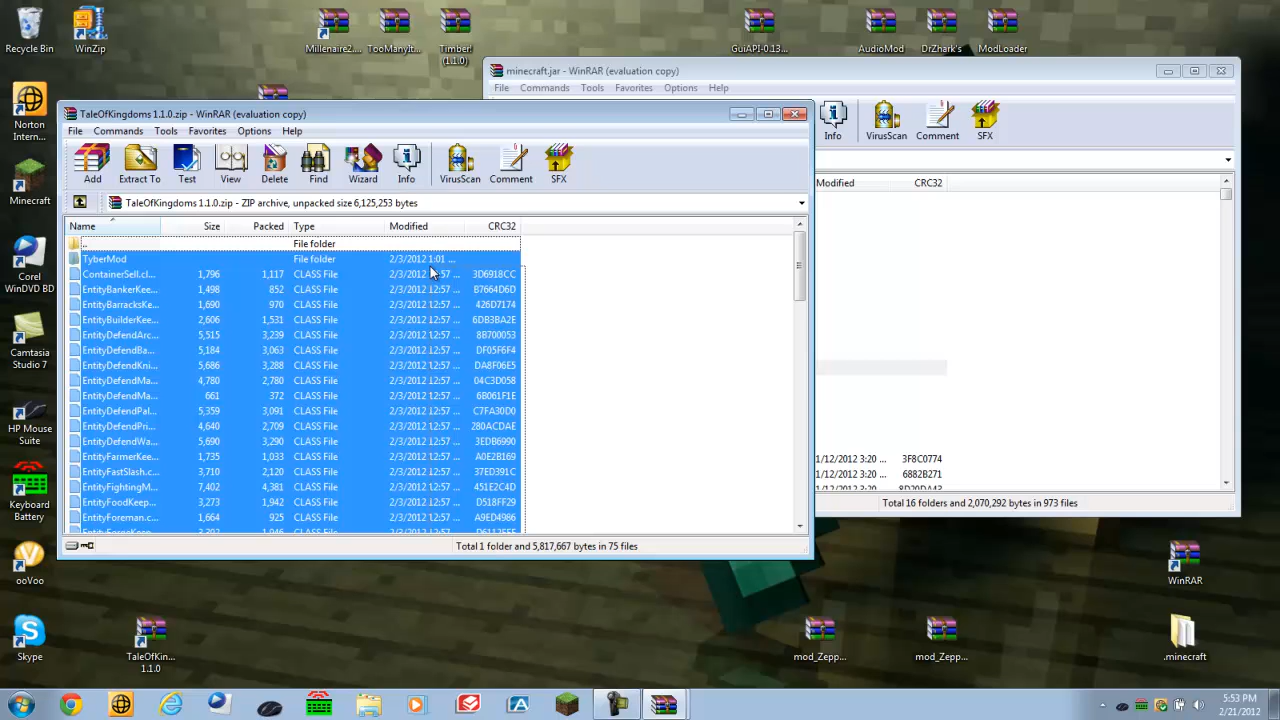 Recycle Bin
WinZip
Millenaire2....
TooManyIt...
Timber!
(1.1.0)
GuiAPI-0.13...
AudioMod
DrZhark's
ModLoader
minecraft.jar - WinRAR (evaluation copy)
File Commands Tools Favorites Options Help
Info VirusScan Comment SFX
Modified CRC32
1/12/2012 3:20 ... 3F8C0774
1/12/2012 3:20 ... 6882B271
1/12/2012 3:20 ... 8D20DA43
Total 16 folders and 2,070,292 bytes in 973 files
TaleOfKingdoms 1.1.0.zip - WinRAR (evaluation copy)
File Commands Tools Favorites Options Help
Add Extract To Test View Delete Find Wizard Info VirusScan Comment SFX
TaleOfKingdoms 1.1.0.zip - ZIP archive, unpacked size 6,125,253 bytes
Name Size Packed Type Modified CRC32
.. File folder
TyberMod File folder 2/3/2012 1:01 ...
ContainerSell.cl... 1,796 1,117 CLASS File 2/3/2012 12:57 ... 3D6918CC
EntityBankerKee... 1,498 852 CLASS File 2/3/2012 12:57 ... B7664D6D
EntityBarracksKe... 1,690 970 CLASS File 2/3/2012 12:57 ... 426D7174
EntityBuilderKee... 2,606 1,531 CLASS File 2/3/2012 12:57 ... 6DB3BA2E
EntityDefendArc... 5,515 3,239 CLASS File 2/3/2012 12:57 ... 8B700053
EntityDefendBa... 5,184 3,063 CLASS File 2/3/2012 12:57 ... DF05F6F4
EntityDefendKni... 5,686 3,288 CLASS File 2/3/2012 12:57 ... DA8F06E5
EntityDefendMa... 4,780 2,780 CLASS File 2/3/2012 12:57 ... 04C3D058
EntityDefendMa... 661 372 CLASS File 2/3/2012 12:57 ... 6B061F1E
EntityDefendPal... 5,359 3,091 CLASS File 2/3/2012 12:57 ... C7FA30D0
EntityDefendPri... 4,640 2,709 CLASS File 2/3/2012 12:57 ... 280ACDAE
EntityDefendWa... 5,690 3,290 CLASS File 2/3/2012 12:57 ... 3EDB6990
EntityFarmerKee... 1,735 1,033 CLASS File 2/3/2012 12:57 ... A0E2B169
EntityFastSlash.c... 3,710 2,120 CLASS File 2/3/2012 12:57 ... 37ED391C
EntityFightingM... 7,402 4,381 CLASS File 2/3/2012 12:57 ... 451E2C4D
EntityFoodKeep... 3,273 1,942 CLASS File 2/3/2012 12:57 ... D518FF29
EntityForeman.c... 1,664 925 CLASS File 2/3/2012 12:57 ... A9ED4986
Total 1 folder and 5,817,667 bytes in 75 files
Norton
Intern...
Minecraft
Corel
WinDVD BD
Camtasia
Studio 7
HP Mouse
Suite
Keyboard
Battery
ooVoo
Skype
TaleOfKin...
1.1.0
mod_Zepp...
mod_Zepp...
WinRAR
.minecraft
5:53 PM
2/21/2012